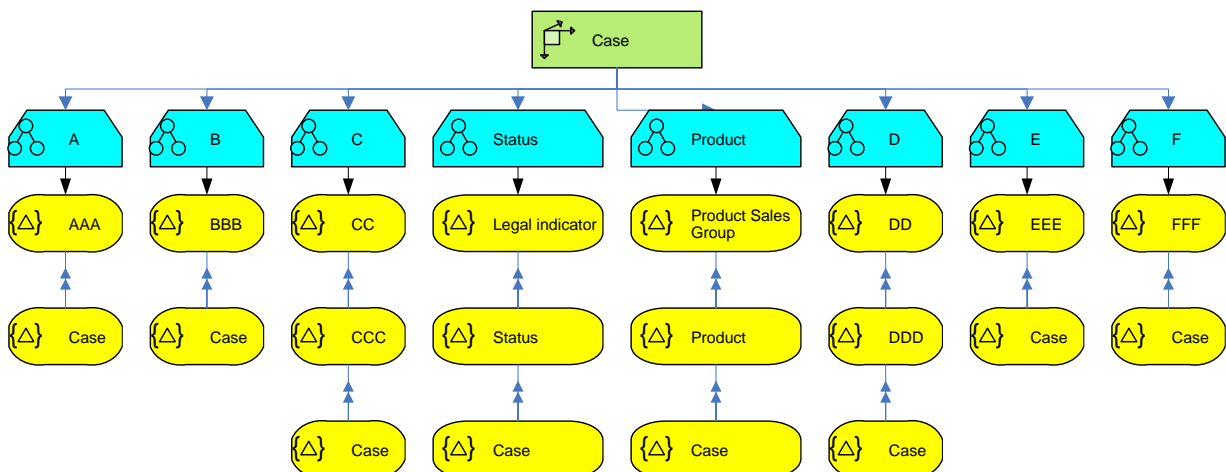 Case
A
B
C
Status
Product
D
E
F
AAA
BBB
CC
Legal indicator
Product Sales
Group
DD
EEE
FFF
Case
Case
CCC
Status
Product
DDD
Case
Case
Case
Case
Case
Case